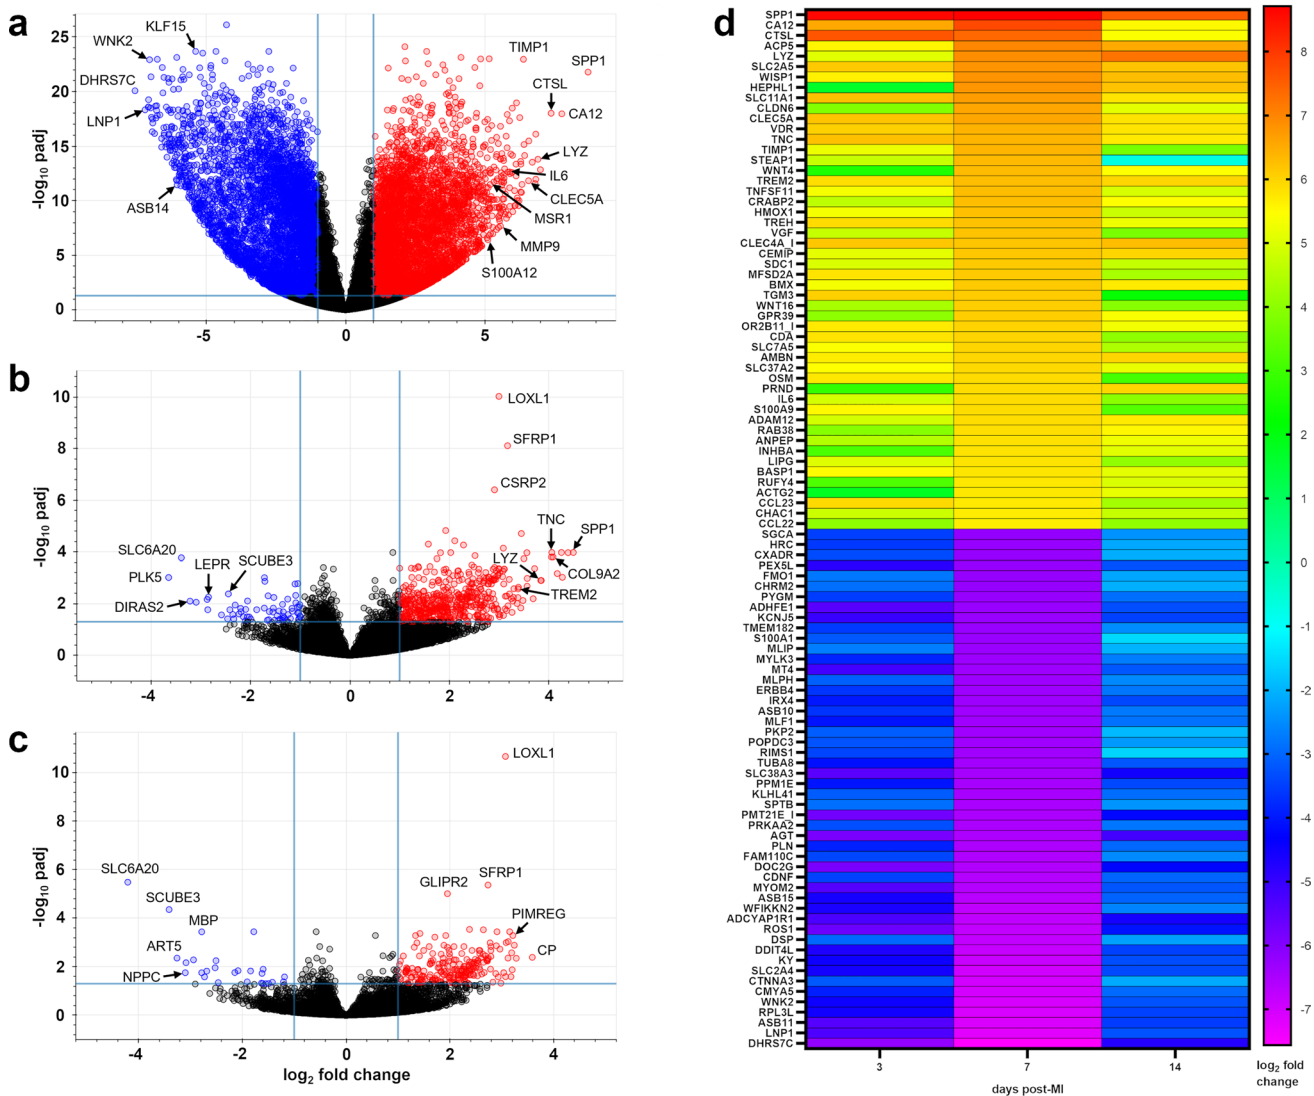 a
25
20
15
10
5
0
-log10 padj
KLF15
WNK2
DHRS7C
LNP1
ASB14
TIMP1
SPP1
CTSL
CA12
LYZ
IL6
CLEC5A
MSR1
MMP9
S100A12
-5
0
5
b
10
8
6
4
2
0
-log10 padj
LOXL1
SFRP1
CSRP2
TNC
SPP1
SLC6A20
LEPR
SCUBE3
LYZ
COL9A2
PLK5
TREM2
DIRAS2
-4
-2
0
2
4
c
10
8
6
4
2
0
-log10 padj
LOXL1
SLC6A20
SFRP1
GLIPR2
SCUBE3
MBP
PIMREG
ART5
CP
NPPC
-4
-2
0
2
4
log2 fold change
d
SPP1
CA12
CTSL
ACP5
LYZ
SLC2A5
WISP1
HEPHL1
SLC11A1
CLDN6
CLEC5A
VDR
TNC
TIMP1
STEAP1
WNT4
TREM2
TNFSF11
CRABP2
HMOX1
TREH
VGF
CLEC4A_I
CEMIP
SDC1
MFSD2A
BMX
TGM3
WNT16
GPR39
OR2B11_I
CDA
SLC7A5
AMBN
SLC37A2
OSM
PRND
IL6
S100A9
ADAM12
RAB38
ANPEP
INHBA
LIPG
BASP1
RUFY4
ACTG2
CCL23
CHAC1
CCL22
SGCA
HRC
CXADR
PEX5L
FMO1
CHRM2
PYGM
ADHFE1
KCNJ5
TMEM182
S100A1
MLIP
MYLK3
MT4
MLPH
ERBB4
IRX4
ASB10
MLF1
PKP2
POPDC3
RIMS1
TUBA8
SLC38A3
PPM1E
KLHL41
SPTB
PMT21E_I
PRKAA2
AGT
PLN
FAM110C
DOC2G
CDNF
MYOM2
ASB15
WFIKKN2
ADCYAP1R1
ROS1
DSP
DDIT4L
KY
SLC2A4
CTNNA3
CMYA5
WNK2
RPL3L
ASB11
LNP1
DHRS7C
3
7
14
days post-MI
8
7
6
5
4
3
2
1
0
-1
-2
-3
-4
-5
-6
-7
log2 fold
change